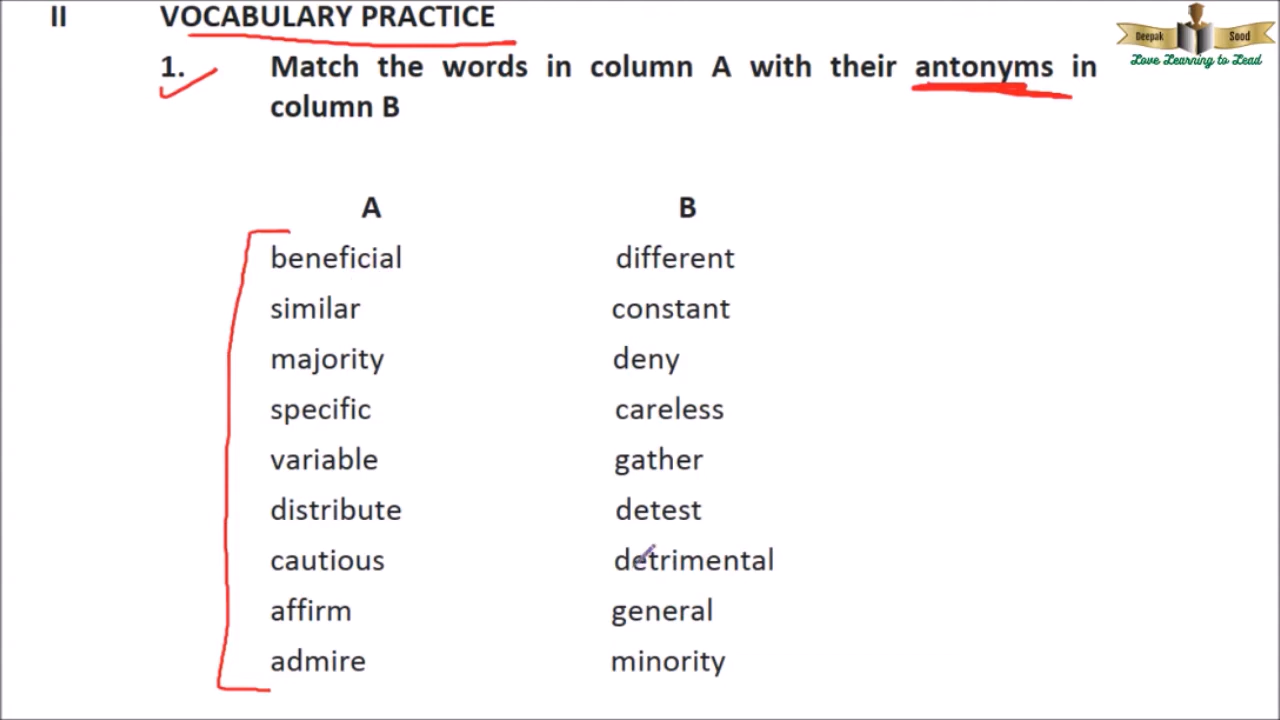 II VOCABULARY PRACTICE
Deepak Sood
Love Learning to Lead
1. Match the words in column A with their antonyms in
column B
A B
beneficial different
similar constant
majority deny
specific careless
variable gather
distribute detest
cautious detrimental
affirm general
admire minority